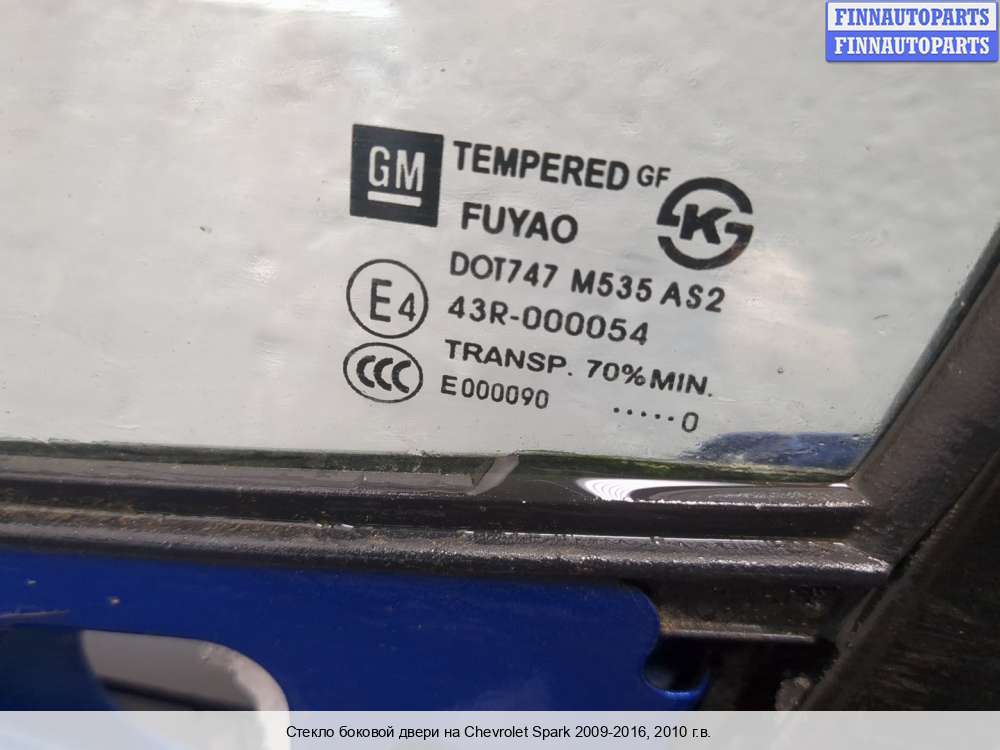 FINNAUTOPARTS
FINNAUTOPARTS
GM TEMPERED GF
FUYAO
K
DOT747 M535 AS2
E4 43R-000054
TRANSP. 70% MIN.
CCC E000090 ·····0
Стекло боковой двери на Chevrolet Spark 2009-2016, 2010 г.в.